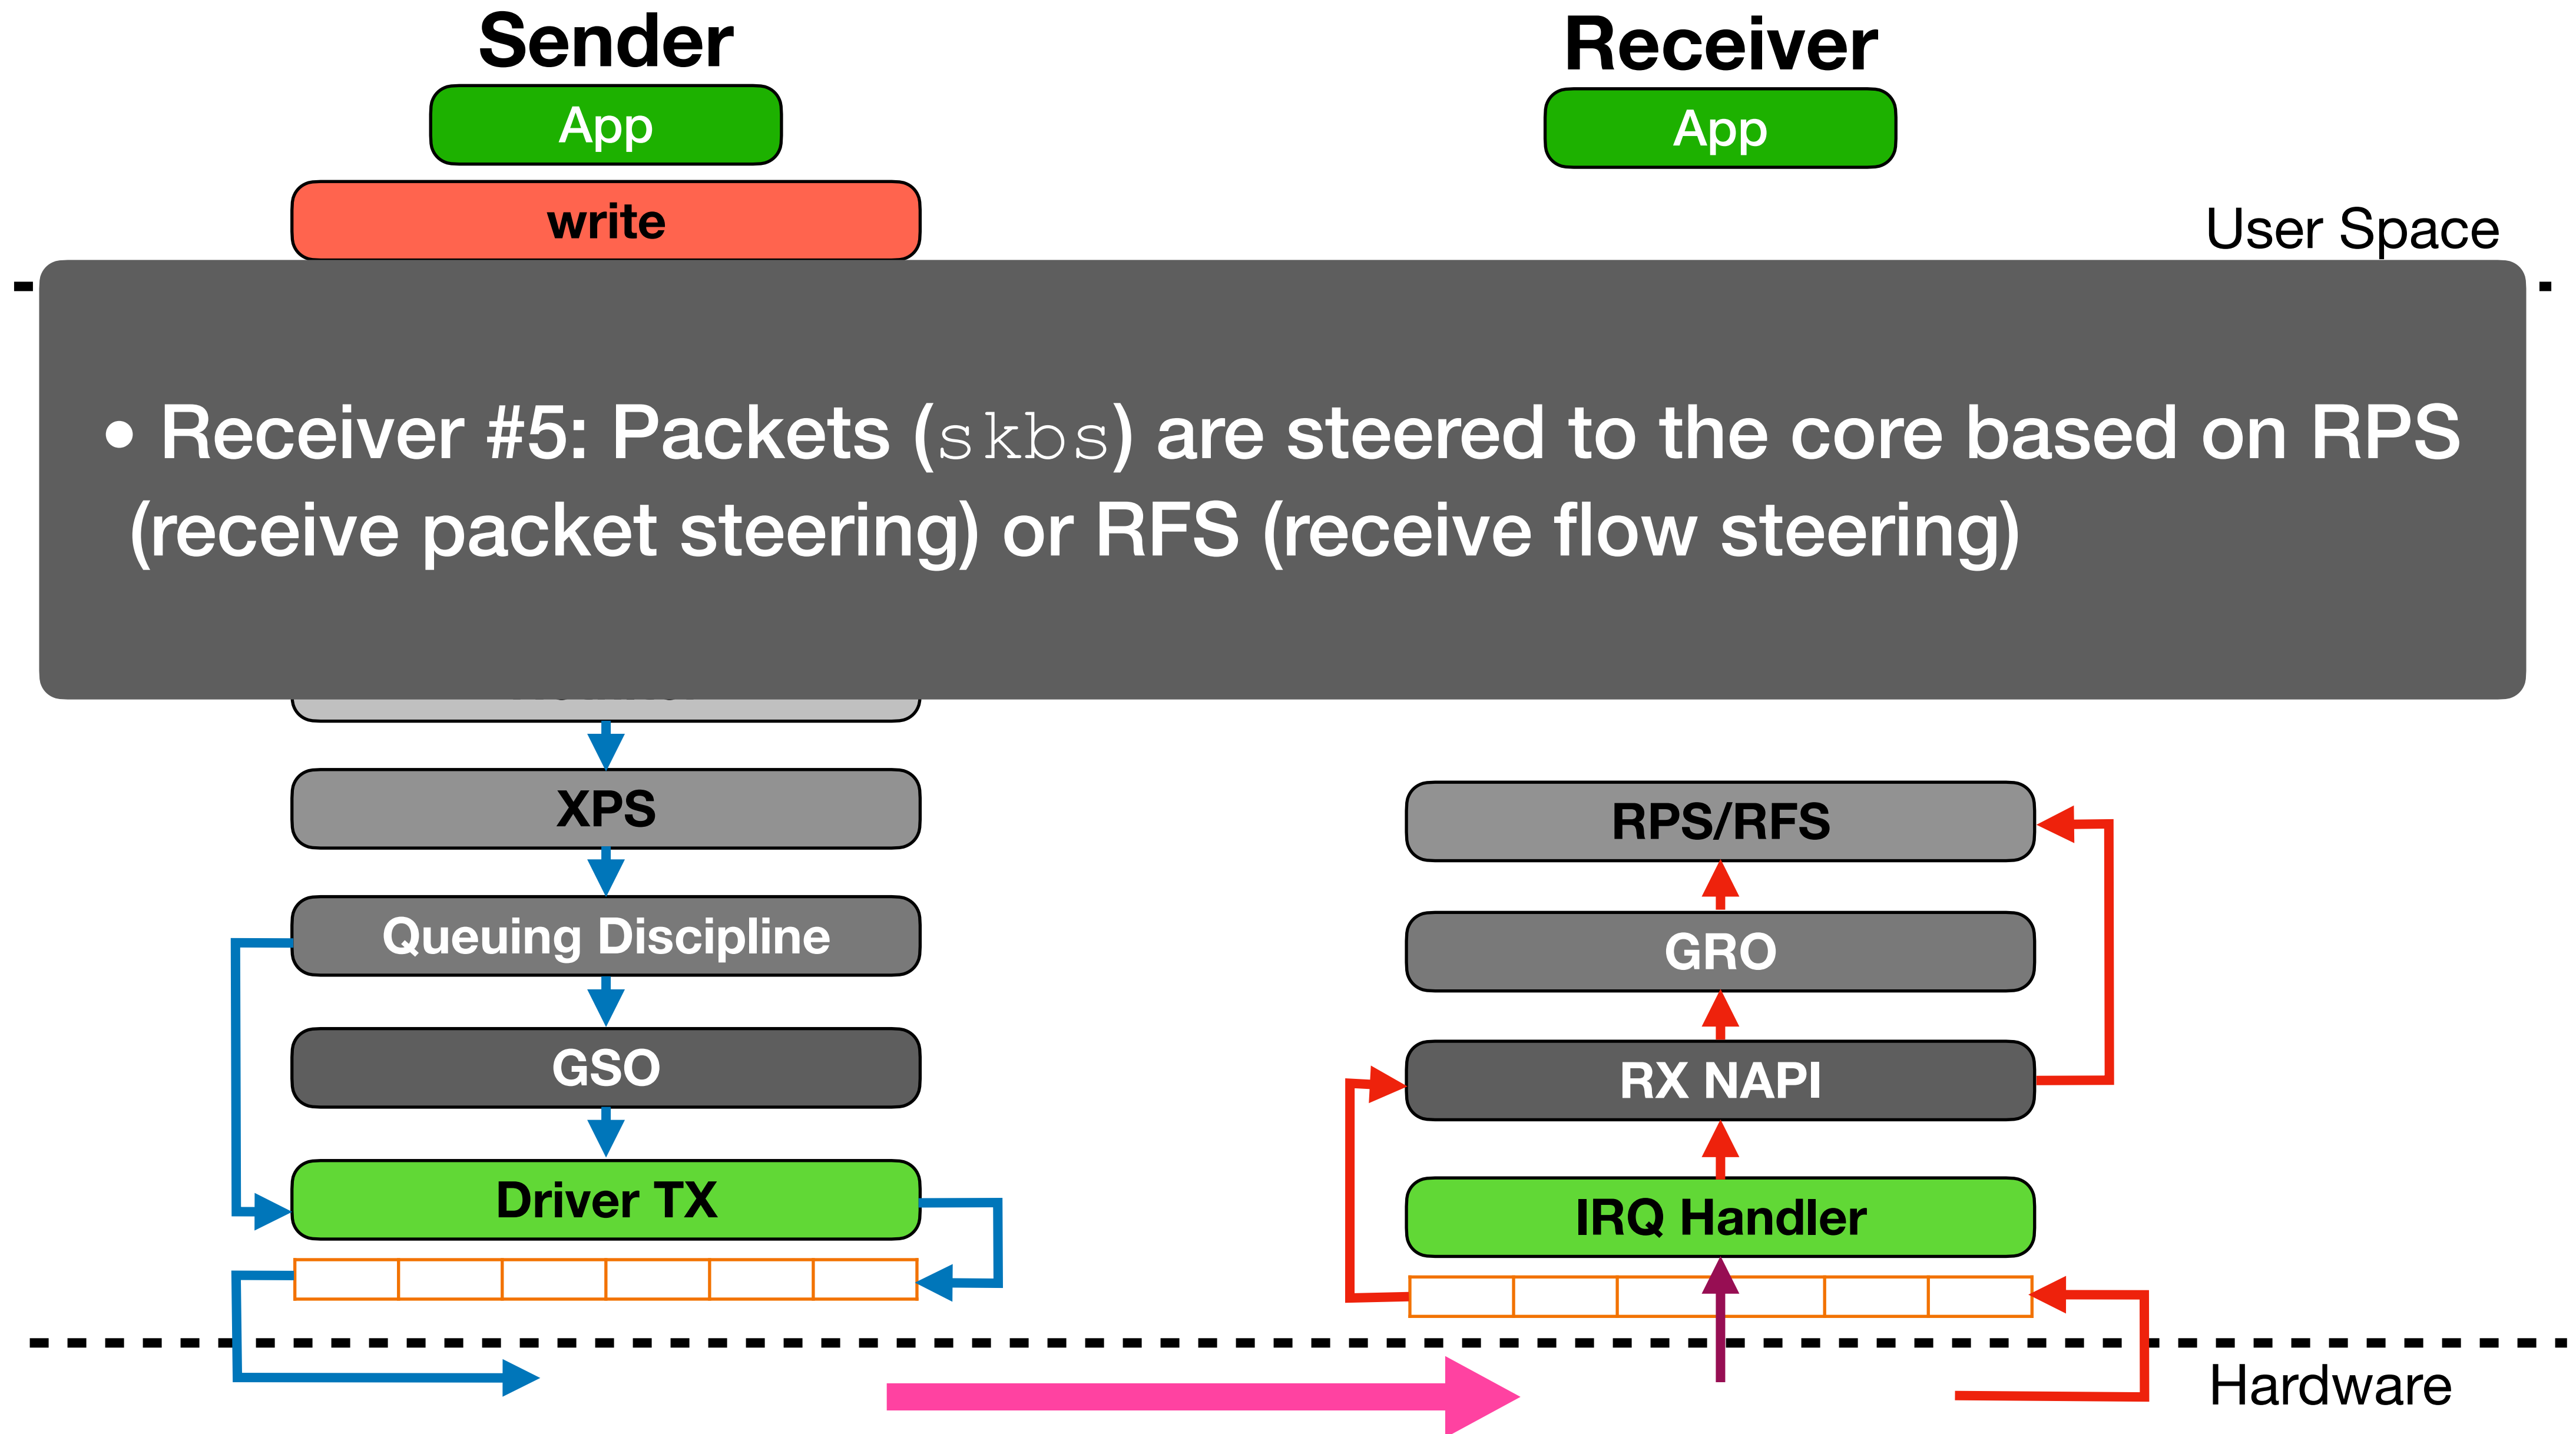 Sender
Receiver
App
App
write
User Space
• Receiver #5: Packets (skbs) are steered to the core based on RPS
(receive packet steering) or RFS (receive flow steering)
XPS
RPS/RFS
Queuing Discipline
GRO
GSO
RX NAPI
Driver TX
IRQ Handler
Hardware